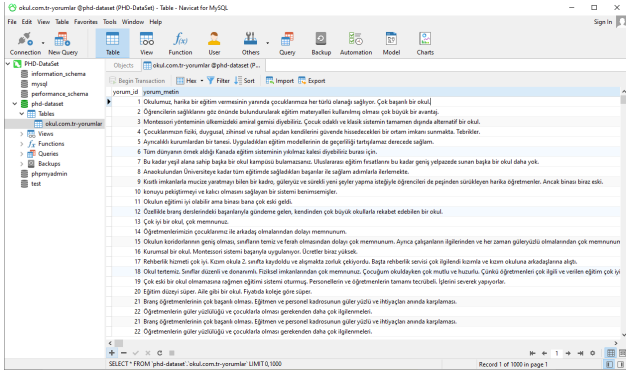 okul.com.tr-yorumlar @phd-dataset (PHD-DataSet) - Table - Navicat for MySQL
File Edit View Table Favorites Tools Window Help Sign In
Connection New Query Table View Function User Others Query Backup Automation Model Charts
PHD-DataSet
information_schema
mysql
performance_schema
phd-dataset
Tables
okul.com.tr-yorumlar
Views
Functions
Queries
Backups
phpmyadmin
test
Objects okul.com.tr-yorumlar @phd-dataset (P...
Begin Transaction Hex Filter Sort Import Export
yorum_id yorum_metin
1 Okulumuz, harika bir eğitim vermesinin yanında çocuklarımıza her türlü olanağı sağlıyor. Çok başarılı bir okul.
2 Öğrencilerin sağlıklarını göz önünde bulundurularak eğitim materyalleri kullanılmış olması çok büyük bir avantaj.
3 Montessori yönteminin ülkemizdeki amiral gemisi diyebiliriz. Çocuk odaklı ve klasik sistemin tamamen dışında alternatif bir okul.
4 Çocuklarımızın fiziki, duygusal, zihinsel ve ruhsal açıdan kendilerini güvende hissedecekleri bir ortam imkanı sunmakta. Tebrikler.
5 Ayrıcalıklı kurumlardan bir tanesi. Uyguladıkları eğitim modellerinin de geçerliliği tartışılamaz derecede sağlam.
6 Tüm dünyanın örnek aldığı Kanada eğitim sisteminin yıkılmaz kalesi diyebiliriz burası için.
7 Bu kadar yeşil alana sahip başka bir okul kampüsü bulamazsanız. Uluslararası eğitim fırsatlarını bu kadar geniş yelpazede sunan başka bir okul daha yok.
8 Anaokulundan Üniversiteye kadar tüm eğitimde sağladıkları başarılar ile sağlam adımlarla ilerlemekte.
9 Kısıtlı imkanlarla mucize yaratmayı bilen bir kadro, güleryüz ve sürekli yeni şeyler yapma isteğiyle öğrencileri de peşinden sürükleyen harika öğretmenler. Ancak binası biraz eski.
10 konuyu pekiştirmeyi ve kalıcı olmasını sağlayan bir sistemi benimsemişler.
11 Okulun eğitimi iyi olabilir ama binası bana çok eski geldi.
12 Özellikle branş derslerindeki başarılarıyla gündeme gelen, kendinden çok büyük okullarla rekabet edebilen bir okul.
13 Çok iyi bir okul, çok memnunuz.
14 Öğretmenlerimizin çocuklarımız ile arkadaş olmalarından dolayı memnunum.
15 Okulun koridorlarının geniş olması, sınıfların temiz ve ferah olmasından dolayı çok memnunum. Ayrıca çalışanların ilgilerinden ve her zaman güleryüzlü olmalarından çok memnunum
16 Kurumsal bir okul. Montessori sistemi başarıyla uygulanıyor. Ücretler biraz yüksek.
17 Rehberlik hizmeti çok iyi. Kızım okula 2. sınıfta kaydoldu ve alışmakta zorluk çekiyordu. Başta rehberlik servisi çok ilgilendi kızımla ve kızım okuluna arkadaşlarına alıştı.
18 Okul tertemiz. Sınıflar düzenli ve donanımlı. Fiziksel imkanlarından çok memnunuz. Çocuğum okuldayken çok mutlu ve huzurlu. Çünkü öğretmenleri çok ilgili ve verilen eğitim çok iyi
19 Çok eski bir okul olmamasına rağmen eğitimi sistemi oturmuş. Personellerin ve öğretmenlerin tamamı tecrübeli. İşlerini severek yapıyorlar.
20 Eğitim düzeyi süper. Aile gibi bir okul. Fiyatıda koleje göre süper.
21 Branş öğretmenlerinin çok başarılı olması. Eğitmen ve personel kadrosunun güler yüzlü ve ihtiyaçları anında karşılaması.
22 Öğretmenlerin güler yüzlülüğü ve çocuklarla olması gerekenden daha çok ilgilenmeleri.
21 Branş öğretmenlerinin çok başarılı olması. Eğitmen ve personel kadrosunun güler yüzlü ve ihtiyaçları anında karşılaması.
22 Öğretmenlerin güler yüzlülüğü ve çocuklarla olması gerekenden daha çok ilgilenmeleri.
1
SELECT * FROM `phd-dataset`.`okul.com.tr-yorumlar` LIMIT 0,1000 Record 1 of 1000 in page 1